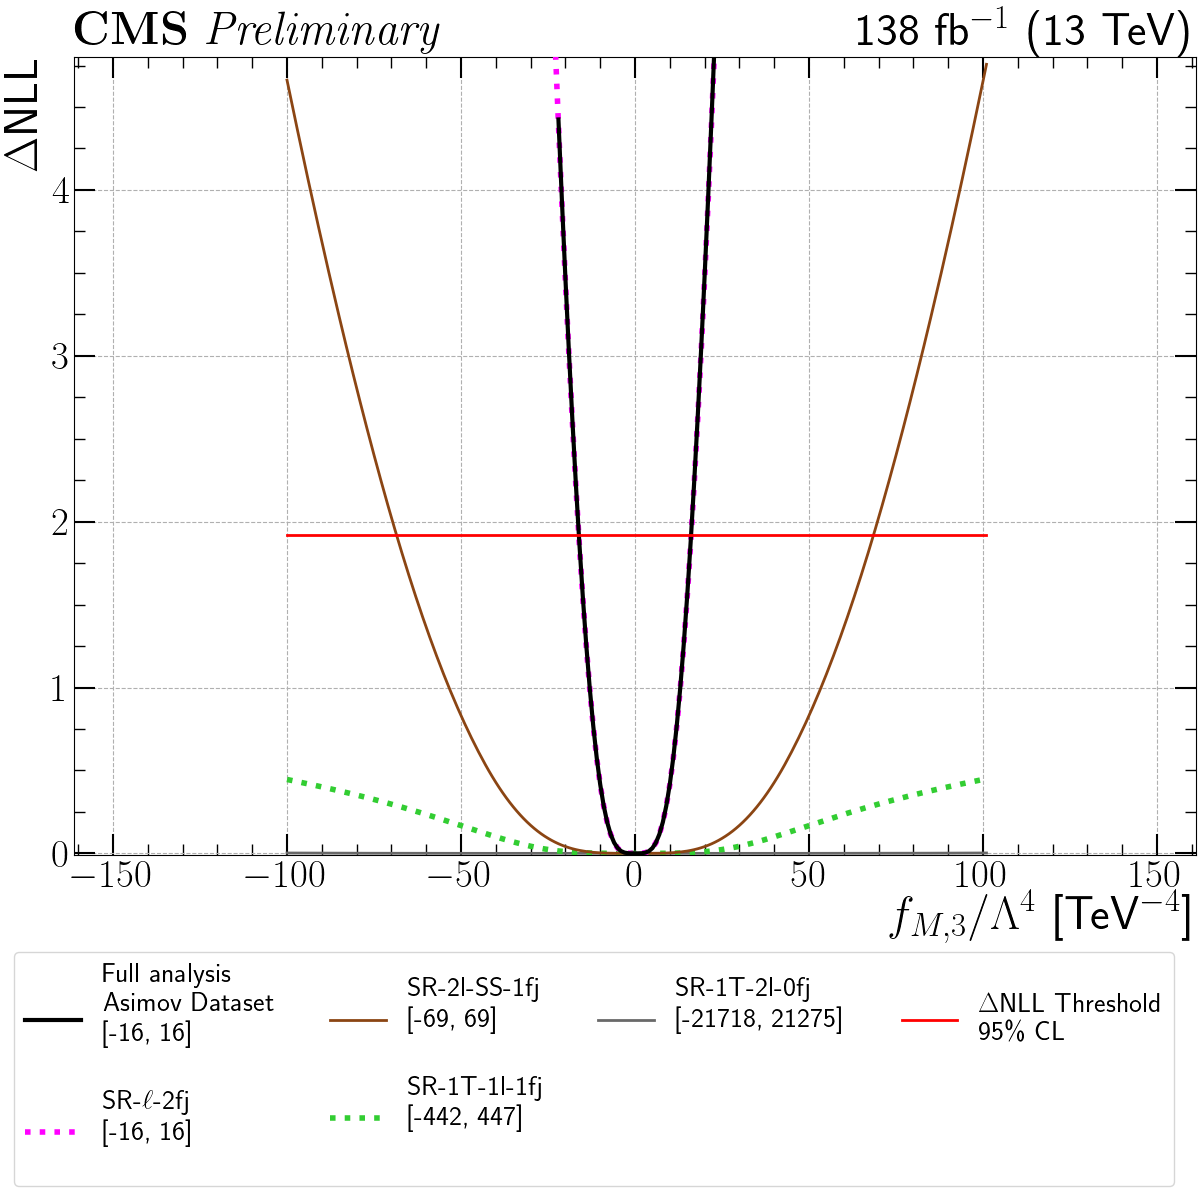 CMS Preliminary
138 fb⁻¹ (13 TeV)
ΔNLL
4
3
2
1
0
−150 −100 −50 0 50 100 150
f_{M,3}/Λ⁴ [TeV⁻⁴]
Full analysis
Asimov Dataset
[-16, 16]
SR-ℓ-2fj
[-16, 16]
SR-2l-SS-1fj
[-69, 69]
SR-1T-1l-1fj
[-442, 447]
SR-1T-2l-0fj
[-21718, 21275]
ΔNLL Threshold
95% CL